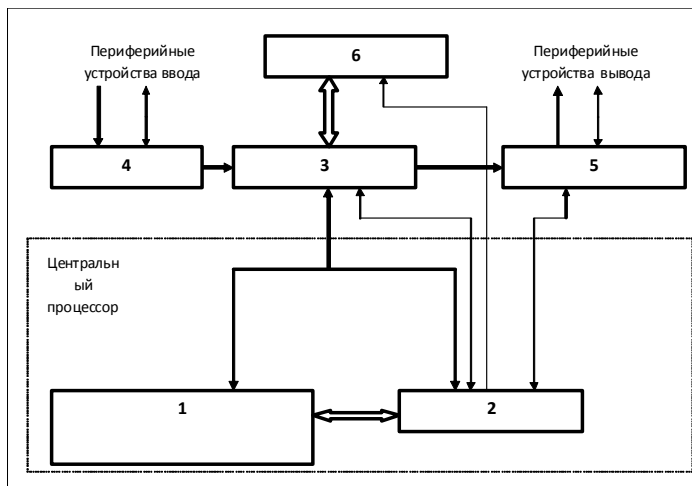 Периферийные
устройства ввода
6
Периферийные
устройства вывода
4
3
5
Центральн
ый
процессор
1
2